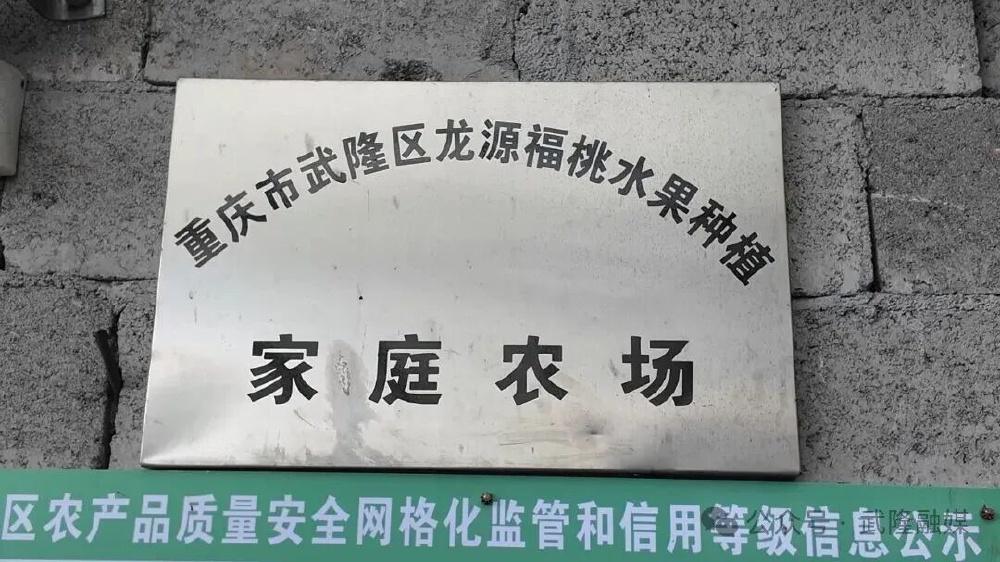 重庆市武隆区龙源福桃水果种植
家庭农场
区农产品质量安全网格化监管和信用等级信息公示
公众号·武隆融媒